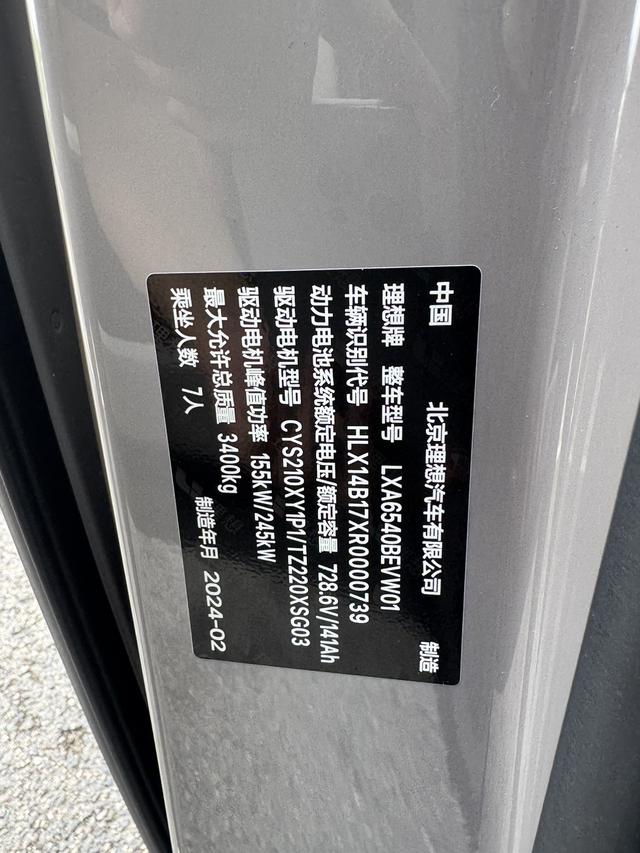 中国 北京理想汽车有限公司 制造
理想牌 整车型号 LXA6540BEVW01
车辆识别代号 HLX14B17XR0000739
动力电池系统额定电压/额定容量 728.6V/141Ah
驱动电机型号 CYS210XY1P1/TZ220XSG03
驱动电机峰值功率 155kW/245kW
最大允许总质量 3400kg
乘坐人数 7人 制造年月 2024-02